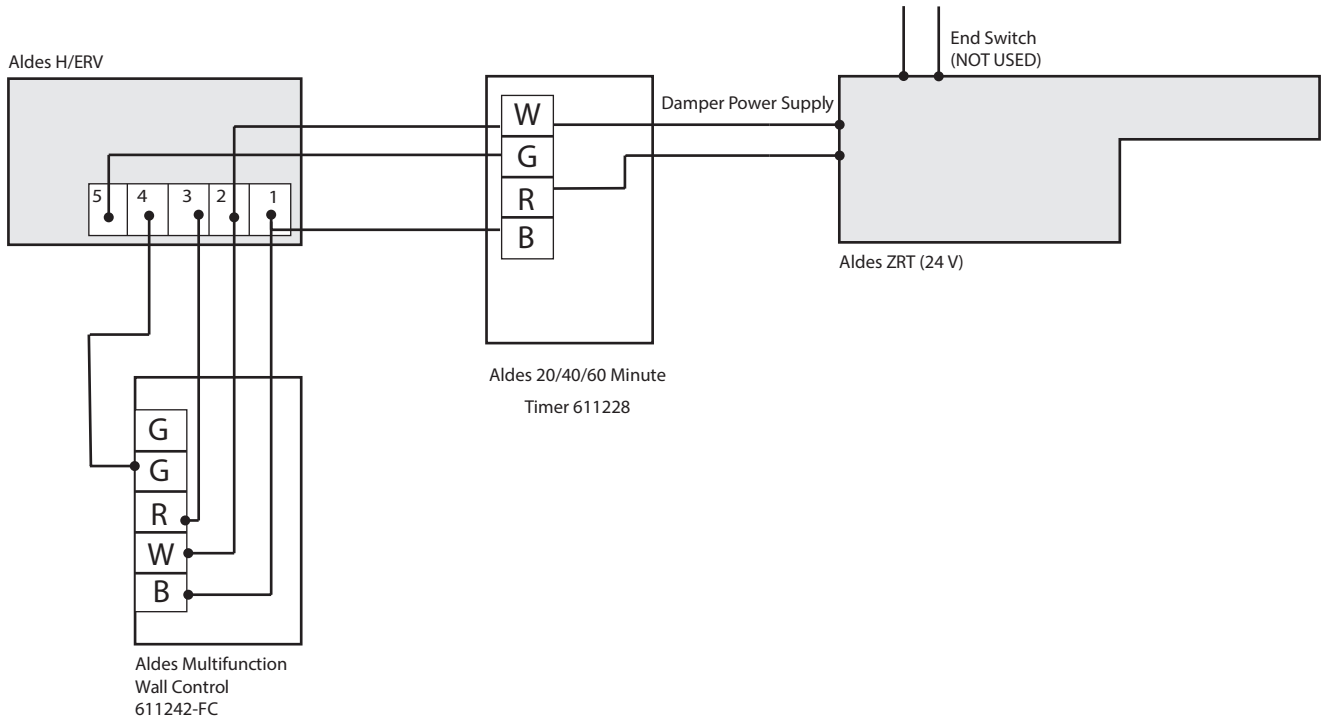 End Switch
(NOT USED)
Aldes H/ERV
Damper Power Supply
W
G
R
B
5 4 3 2 1
Aldes ZRT (24 V)
Aldes 20/40/60 Minute
Timer 611228
G
G
R
W
B
Aldes Multifunction
Wall Control
611242-FC